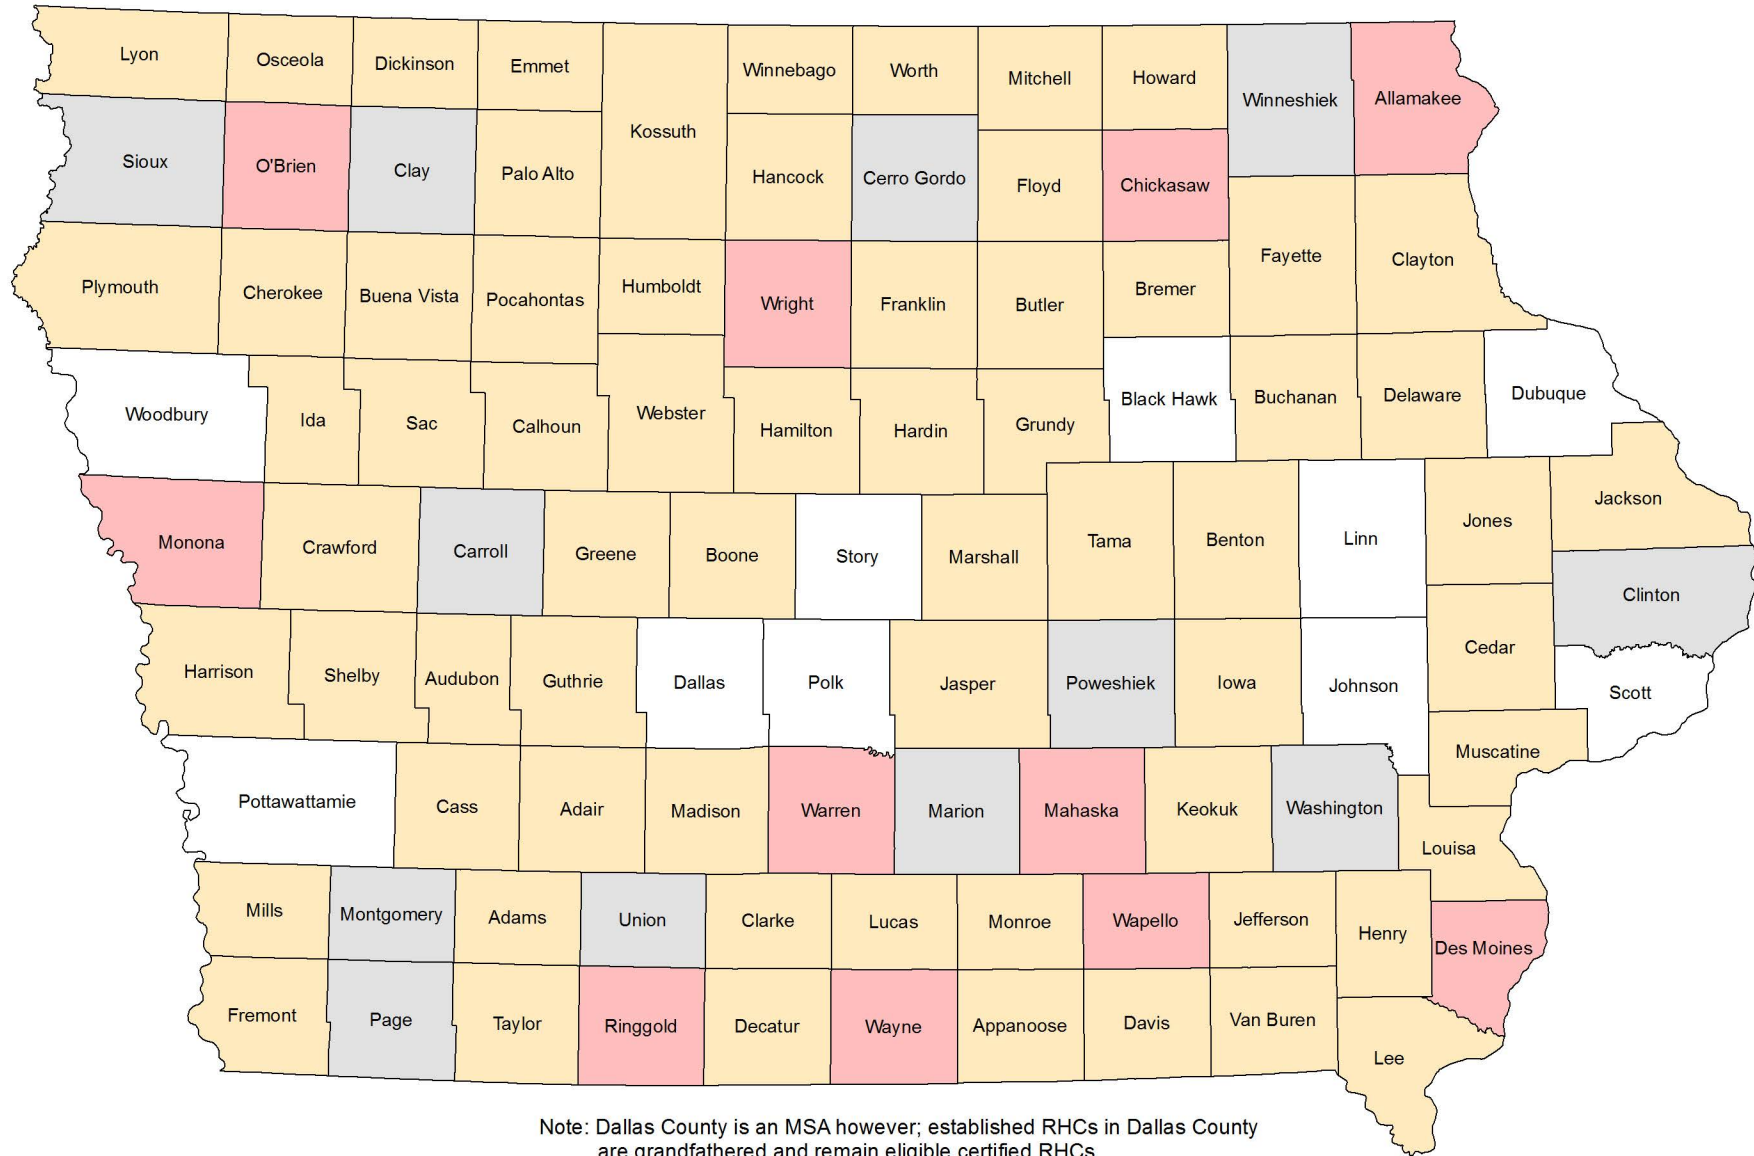 Lyon
Osceola
Dickinson
Emmet
Kossuth
Winnebago
Worth
Mitchell
Howard
Winneshiek
Allamakee
Sioux
O'Brien
Clay
Palo Alto
Hancock
Cerro Gordo
Floyd
Chickasaw
Plymouth
Cherokee
Buena Vista
Pocahontas
Humboldt
Wright
Franklin
Butler
Bremer
Fayette
Clayton
Woodbury
Ida
Sac
Calhoun
Webster
Hamilton
Hardin
Grundy
Black Hawk
Buchanan
Delaware
Dubuque
Monona
Crawford
Carroll
Greene
Boone
Story
Marshall
Tama
Benton
Linn
Jones
Jackson
Clinton
Harrison
Shelby
Audubon
Guthrie
Dallas
Polk
Jasper
Poweshiek
Iowa
Johnson
Cedar
Scott
Muscatine
Pottawattamie
Cass
Adair
Madison
Warren
Marion
Mahaska
Keokuk
Washington
Louisa
Mills
Montgomery
Adams
Union
Clarke
Lucas
Monroe
Wapello
Jefferson
Henry
Des Moines
Fremont
Page
Taylor
Ringgold
Decatur
Wayne
Appanoose
Davis
Van Buren
Lee
Note: Dallas County is an MSA however; established RHCs in Dallas County
are grandfathered and remain eligible certified RHCs